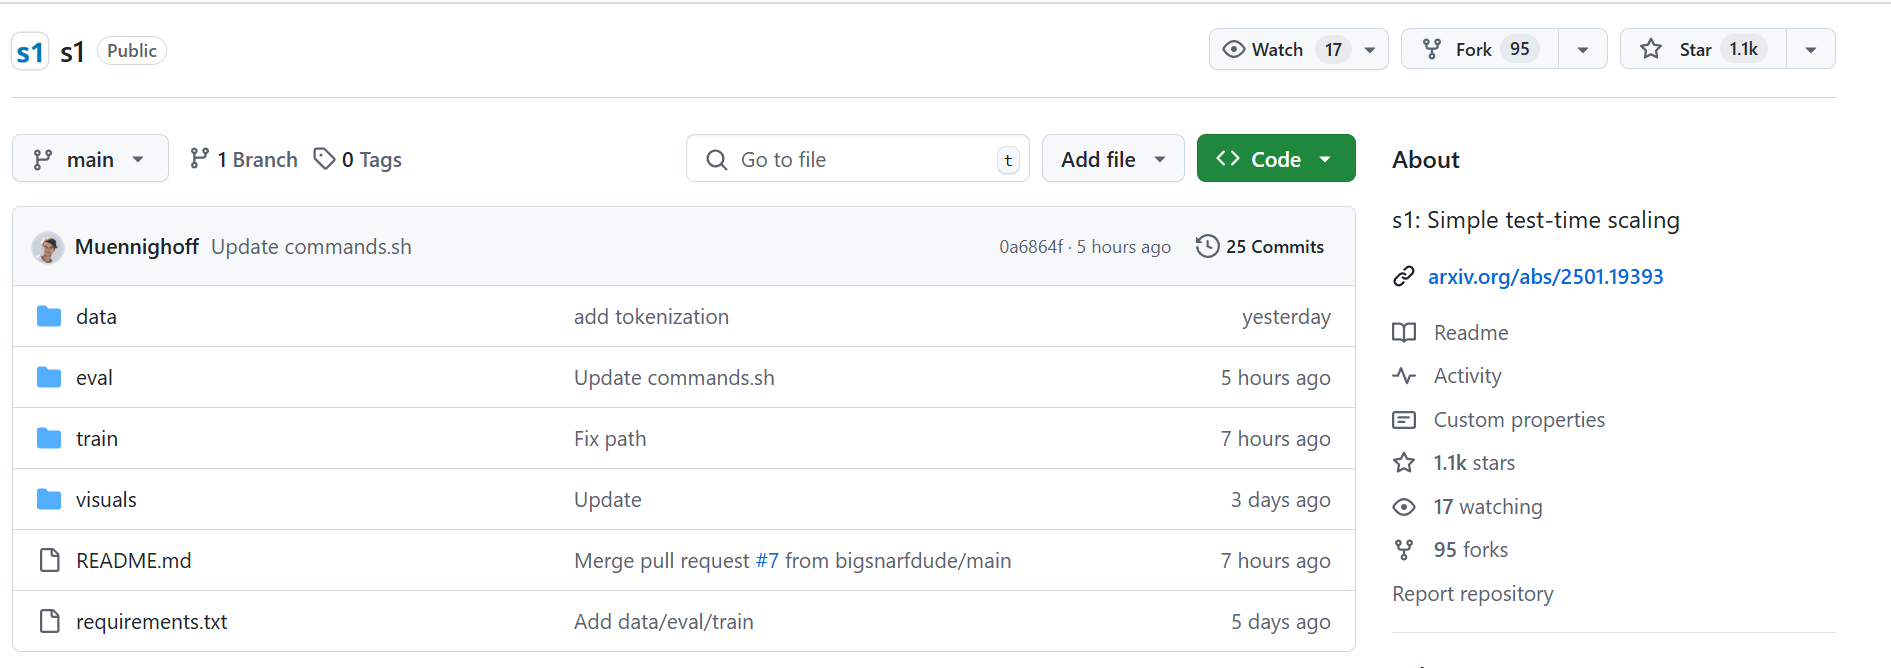 s1 s1 Public Watch 17 Fork 95 Star 1.1k
main 1 Branch 0 Tags Go to file t Add file Code
Muennighoff Update commands.sh 0a6864f · 5 hours ago 25 Commits
data add tokenization yesterday
eval Update commands.sh 5 hours ago
train Fix path 7 hours ago
visuals Update 3 days ago
README.md Merge pull request #7 from bigsnarfdude/main 7 hours ago
requirements.txt Add data/eval/train 5 days ago
About
s1: Simple test-time scaling
arxiv.org/abs/2501.19393
Readme
Activity
Custom properties
1.1k stars
17 watching
95 forks
Report repository